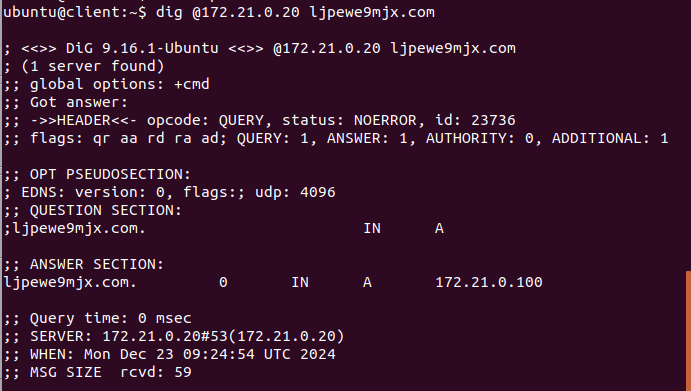 ubuntu@client:~$ dig @172.21.0.20 ljpewe9mjx.com
; <<>> DiG 9.16.1-Ubuntu <<>> @172.21.0.20 ljpewe9mjx.com
; (1 server found)
;; global options: +cmd
;; Got answer:
;; ->>HEADER<<- opcode: QUERY, status: NOERROR, id: 23736
;; flags: qr aa rd ra ad; QUERY: 1, ANSWER: 1, AUTHORITY: 0, ADDITIONAL: 1
;; OPT PSEUDOSECTION:
; EDNS: version: 0, flags:; udp: 4096
;; QUESTION SECTION:
;ljpewe9mjx.com. IN A
;; ANSWER SECTION:
ljpewe9mjx.com. 0 IN A 172.21.0.100
;; Query time: 0 msec
;; SERVER: 172.21.0.20#53(172.21.0.20)
;; WHEN: Mon Dec 23 09:24:54 UTC 2024
;; MSG SIZE rcvd: 59